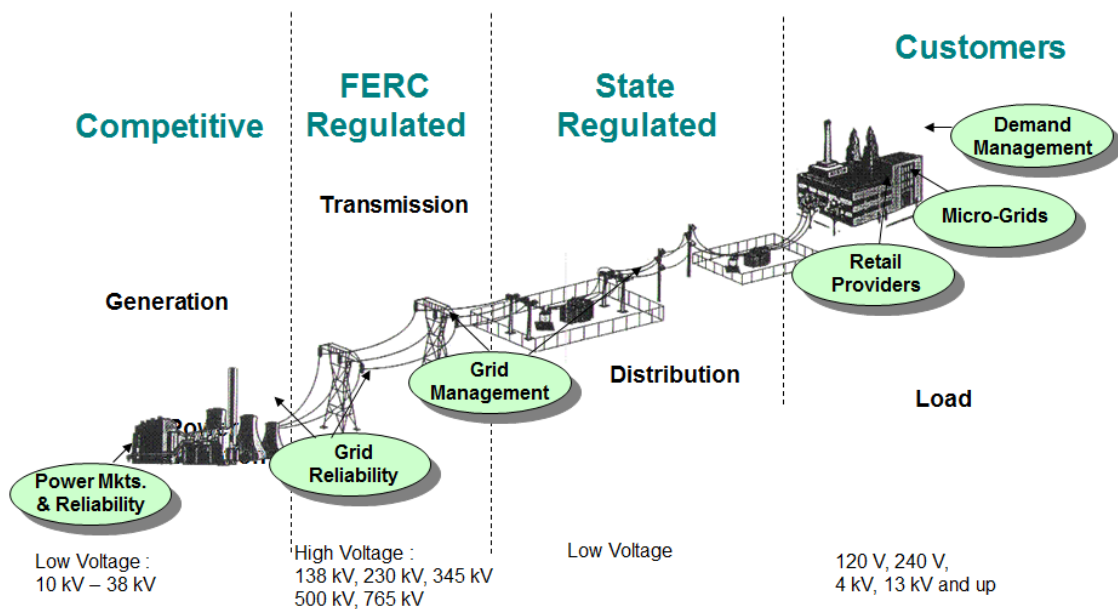 Customers
FERC
Regulated
State
Regulated
Competitive
Demand
Management
Transmission
Micro-Grids
Retail
Providers
Generation
Grid
Management
Distribution
Load
Grid
Reliability
Power Mkts.
& Reliability
Low Voltage :
10 kV – 38 kV
High Voltage :
138 kV, 230 kV, 345 kV
500 kV, 765 kV
Low Voltage
120 V, 240 V,
4 kV, 13 kV and up